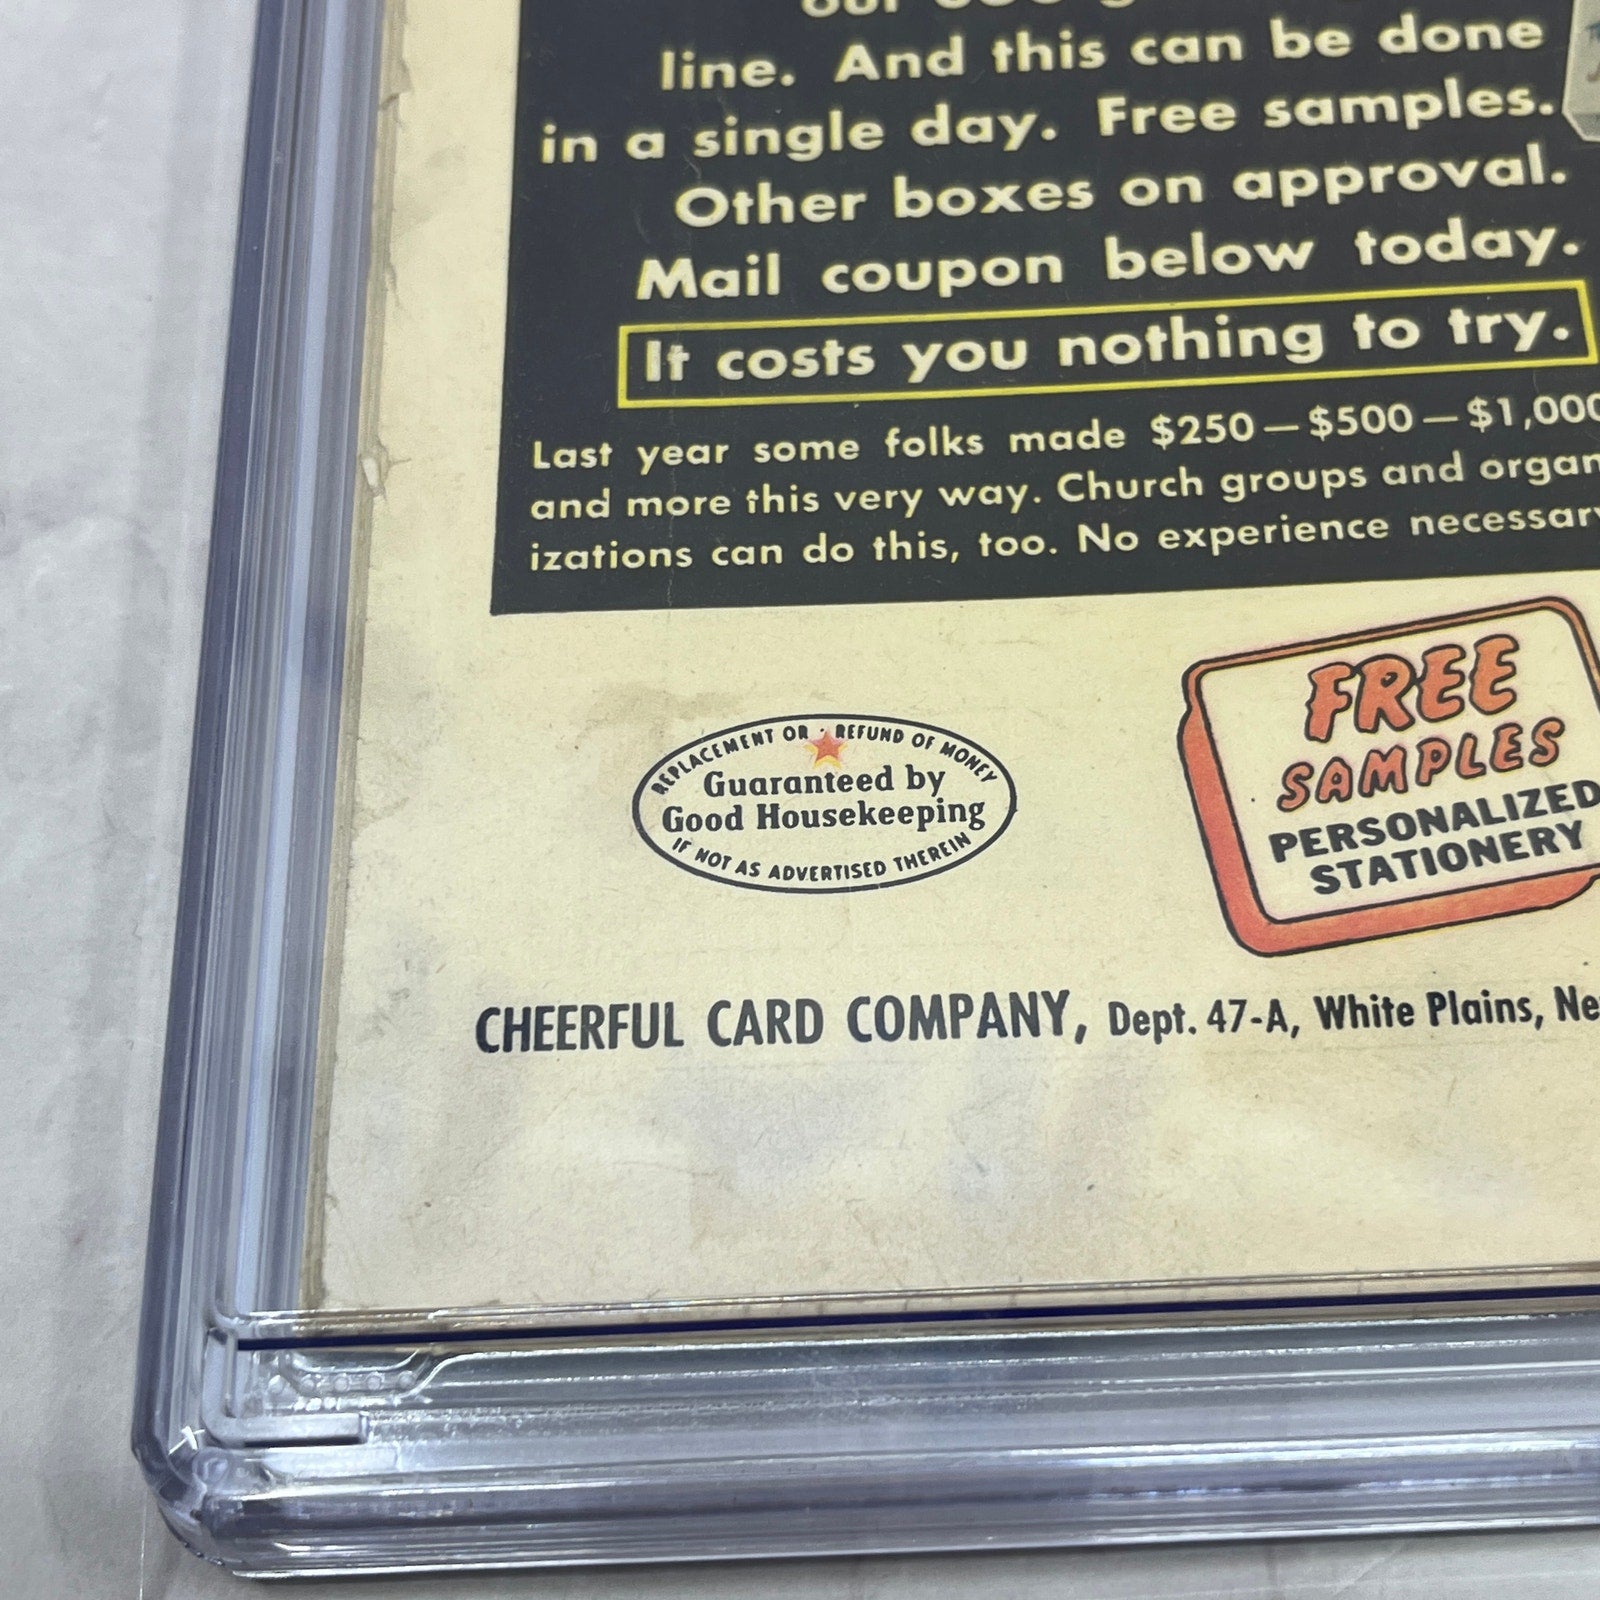 line. And this can be done
in a single day. Free samples.
Other boxes on approval.
Mail coupon below today.
It costs you nothing to try.
Last year some folks made $250—$500—$1,000
and more this very way. Church groups and organ
izations can do this, too. No experience necessary
REPLACEMENT OR REFUND OF MONEY
Guaranteed by
Good Housekeeping
IF NOT AS ADVERTISED THEREIN
FREE
SAMPLES
PERSONALIZED
STATIONERY
CHEERFUL CARD COMPANY, Dept. 47-A, White Plains,